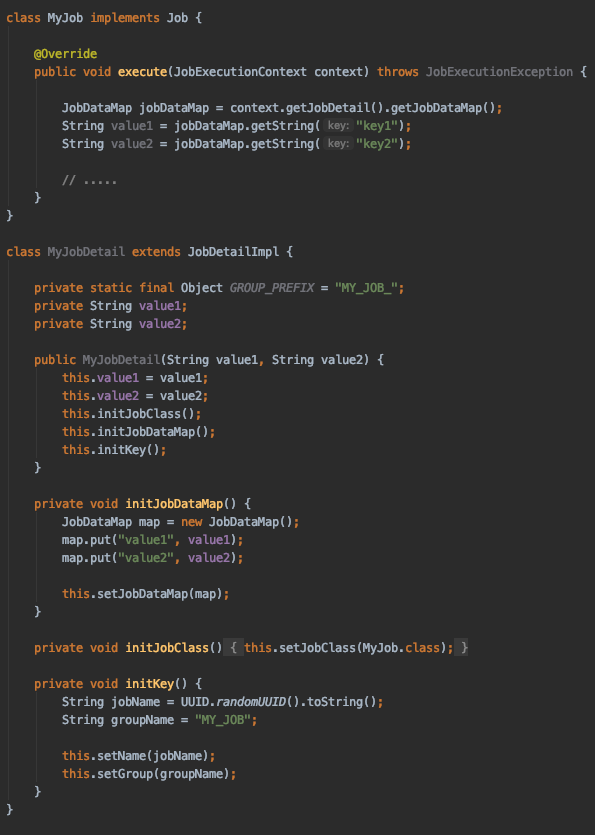 class MyJob implements Job {
@Override
public void execute(JobExecutionContext context) throws JobExecutionException {
JobDataMap jobDataMap = context.getJobDetail().getJobDataMap();
String value1 = jobDataMap.getString( key: "key1");
String value2 = jobDataMap.getString( key: "key2");
// .....
}
}
class MyJobDetail extends JobDetailImpl {
private static final Object GROUP_PREFIX = "MY_JOB_";
private String value1;
private String value2;
public MyJobDetail(String value1, String value2) {
this.value1 = value1;
this.value2 = value2;
this.initJobClass();
this.initJobDataMap();
this.initKey();
}
private void initJobDataMap() {
JobDataMap map = new JobDataMap();
map.put("value1", value1);
map.put("value2", value2);
this.setJobDataMap(map);
}
private void initJobClass() { this.setJobClass(MyJob.class); }
private void initKey() {
String jobName = UUID.randomUUID().toString();
String groupName = "MY_JOB";
this.setName(jobName);
this.setGroup(groupName);
}
}